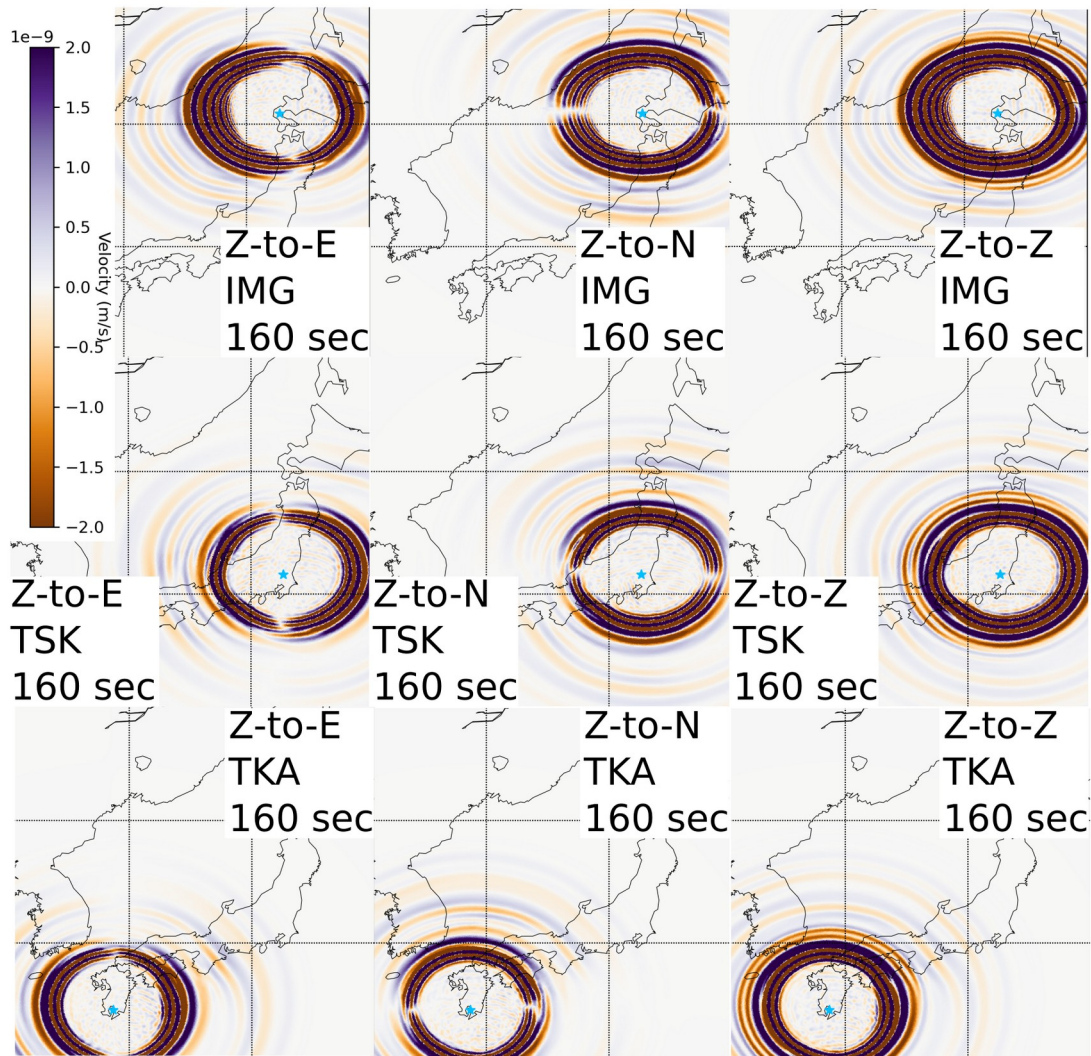 1e−9
2.0
1.5
1.0
0.5
0.0
−0.5
−1.0
−1.5
−2.0
Velocity (m/s)
Z-to-E
IMG
160 sec
Z-to-N
IMG
160 sec
Z-to-Z
IMG
160 sec
Z-to-E
TSK
160 sec
Z-to-N
TSK
160 sec
Z-to-Z
TSK
160 sec
Z-to-E
TKA
160 sec
Z-to-N
TKA
160 sec
Z-to-Z
TKA
160 sec